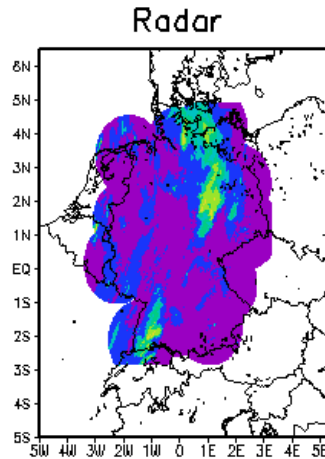 Radar
6N
5N
4N
3N
2N
1N
EQ
1S
2S
3S
4S
5S
5W 4W 3W 2W 1W 0 1E 2E 3E 4E 5E